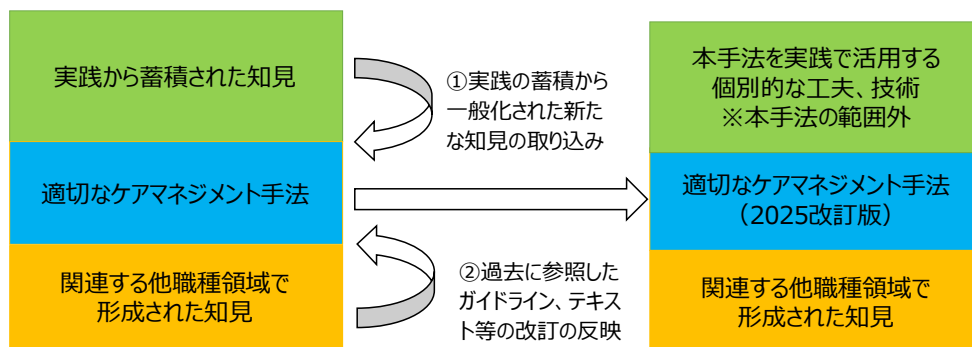 実践から蓄積された知見
適切なケアマネジメント手法
関連する他職種領域で
形成された知見
①実践の蓄積から
一般化された新た
な知見の取り込み
②過去に参照した
ガイドライン、テキス
ト等の改訂の反映
本手法を実践で活用する
個別的な工夫、技術
※本手法の範囲外
適切なケアマネジメント手法
（2025改訂版）
関連する他職種領域で
形成された知見